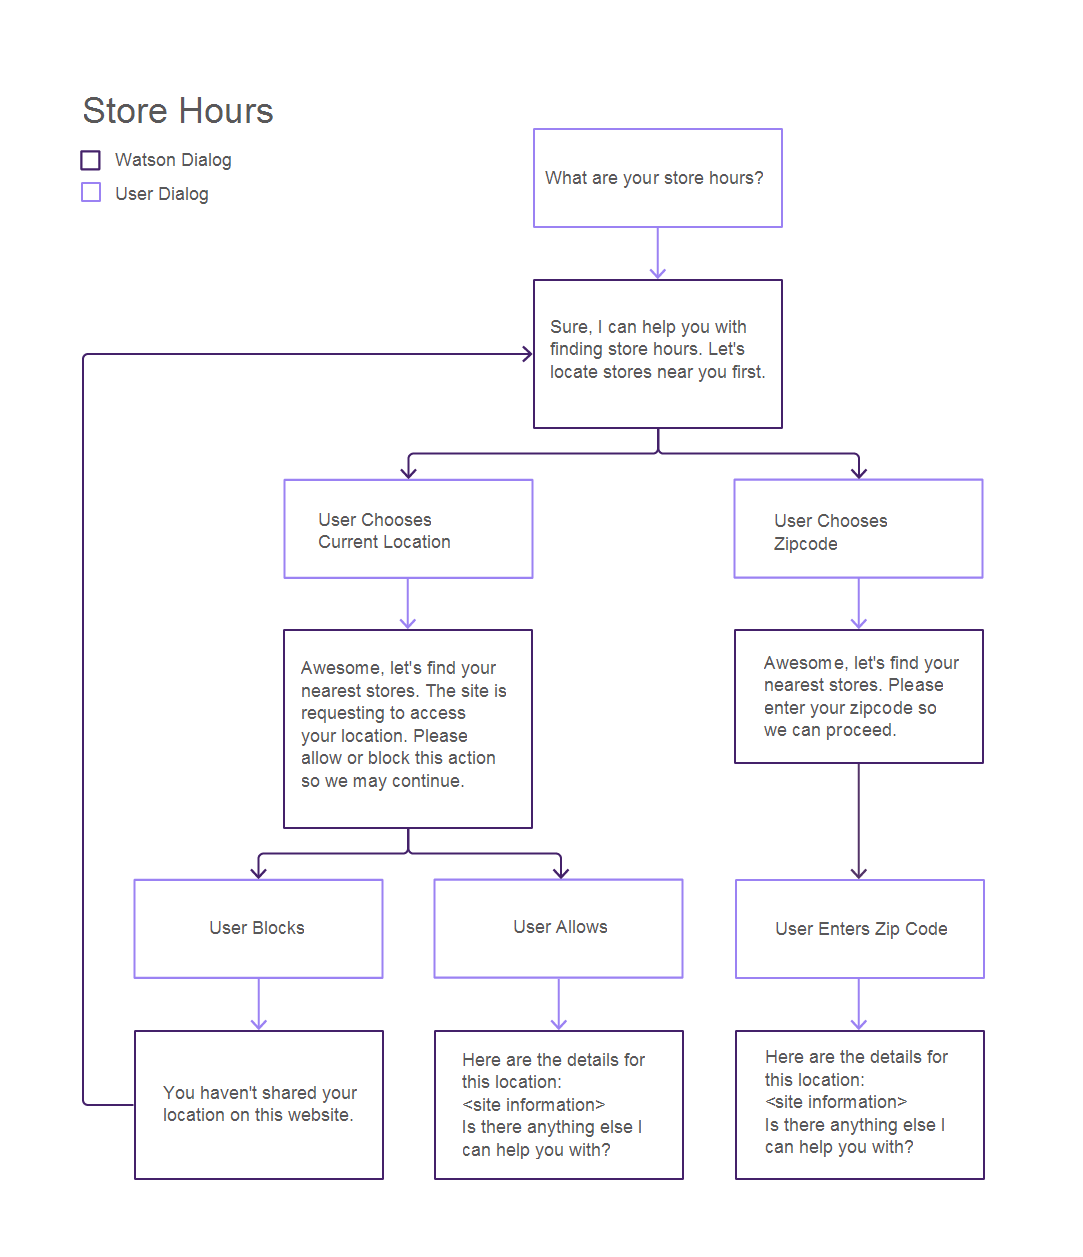 Store Hours
Watson Dialog
User Dialog
What are your store hours?
Sure, I can help you with
finding store hours. Let's
locate stores near you first.
User Chooses
Current Location
User Chooses
Zipcode
Awesome, let's find your
nearest stores. The site is
requesting to access
your location. Please
allow or block this action
so we may continue.
Awesome, let's find your
nearest stores. Please
enter your zipcode so
we can proceed.
User Blocks
User Allows
User Enters Zip Code
You haven't shared your
location on this website.
Here are the details for
this location:
<site information>
Is there anything else I
can help you with?
Here are the details for
this location:
<site information>
Is there anything else I
can help you with?